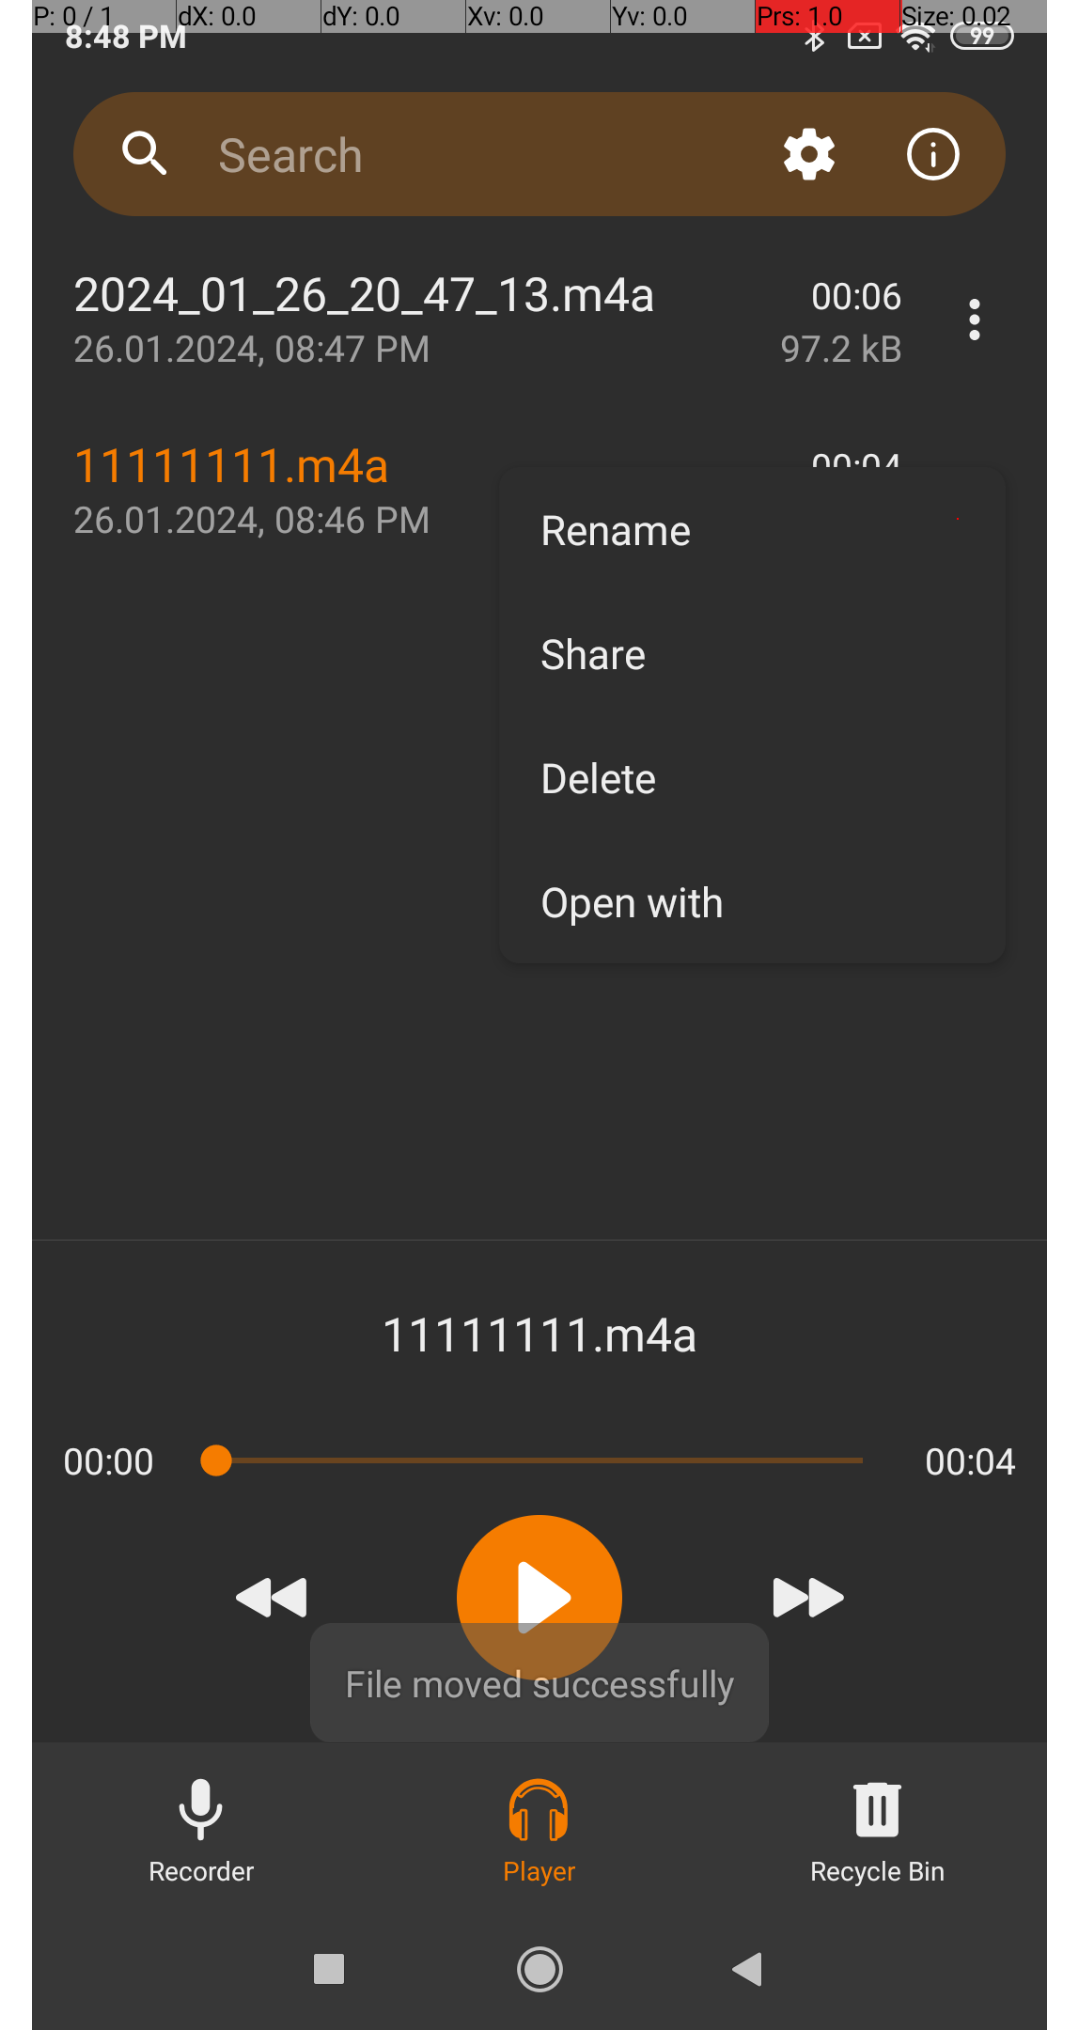 P: 0 / 1 dX: 0.0 dY: 0.0 Xv: 0.0 Yv: 0.0 Prs: 1.0 Size: 0.02
8:48 PM 99
Search
2024_01_26_20_47_13.m4a 00:06
26.01.2024, 08:47 PM 97.2 kB
11111111.m4a 00:04
26.01.2024, 08:46 PM
Rename
Share
Delete
Open with
11111111.m4a
00:00 00:04
File moved successfully
Recorder Player Recycle Bin